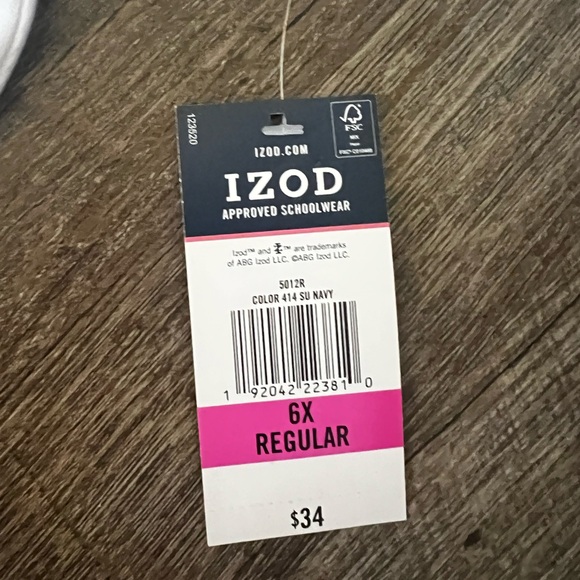 123520
FSC
IZOD.COM
IZOD
APPROVED SCHOOLWEAR
Izod™ and ™ are trademarks
of ABG Izod LLC. ©ABG Izod LLC.
5012R
COLOR 414 SU NAVY
1 92042 22381 0
6X
REGULAR
$34